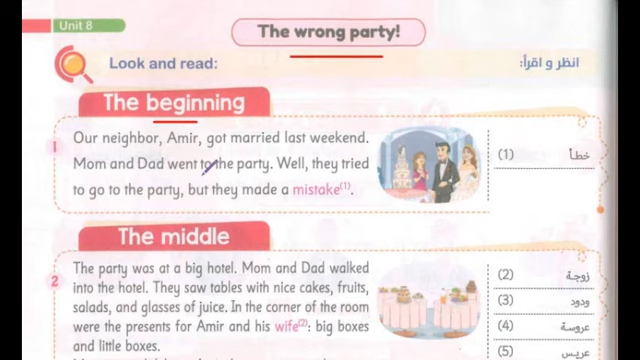 Unit 8
The wrong party!
Look and read:
انظر و اقرأ:
The beginning
1
Our neighbor, Amir, got married last weekend.
Mom and Dad went to the party. Well, they tried
to go to the party, but they made a mistake(1).
(1) خطأ
The middle
2
The party was at a big hotel. Mom and Dad walked
into the hotel. They saw tables with nice cakes, fruits,
salads, and glasses of juice. In the corner of the room
were the presents for Amir and his wife(2): big boxes
and little boxes.
(2) زوجة
(3) ودود
(4) عروسة
(5) عريس